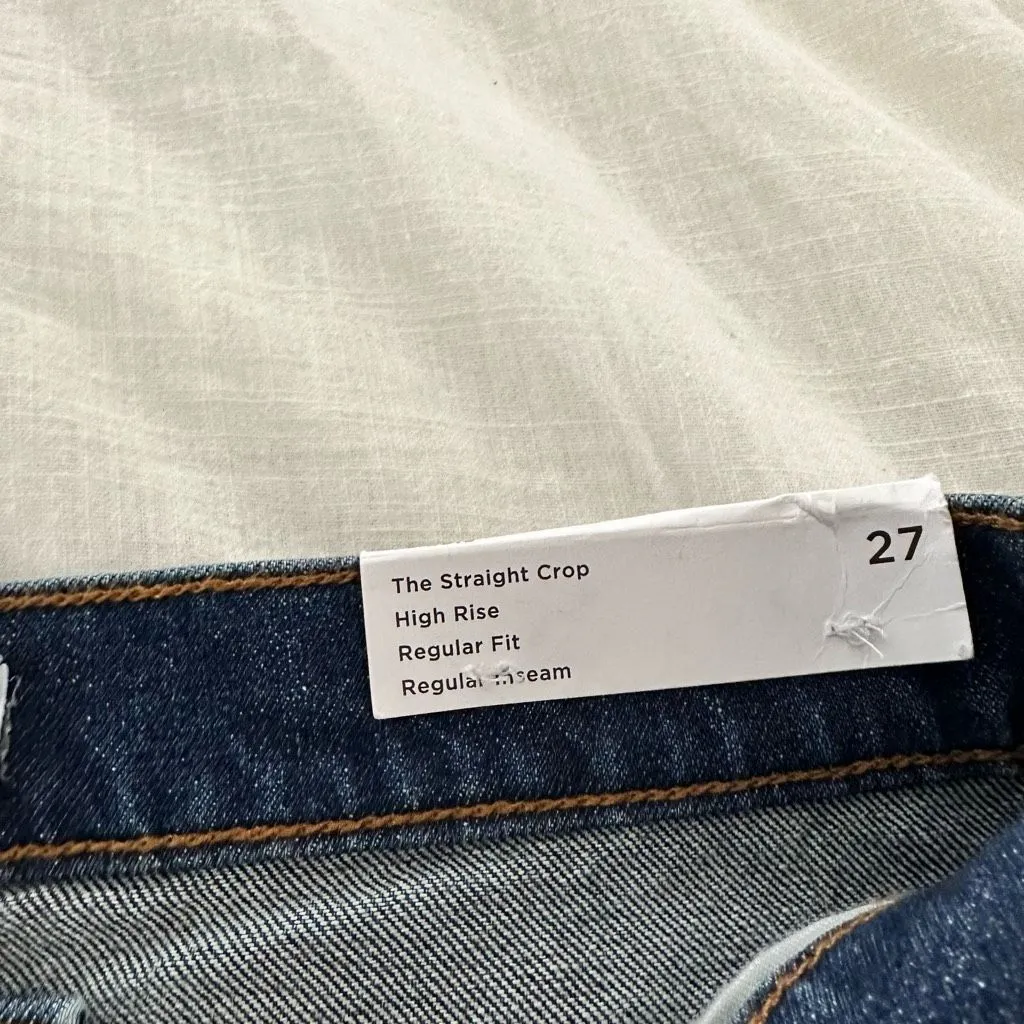 The Straight Crop
27
High Rise
Regular Fit
Regular Inseam